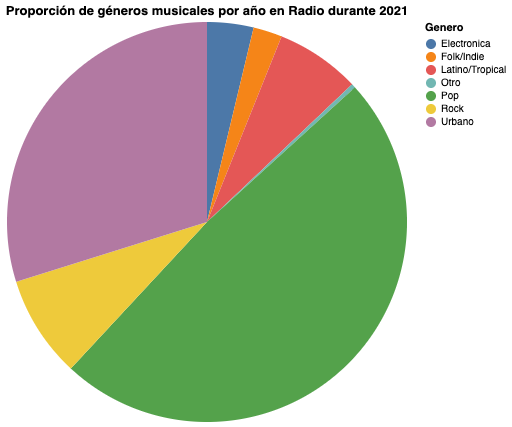 Proporción de géneros musicales por año en Radio durante 2021
Genero
Electronica
Folk/Indie
Latino/Tropical
Otro
Pop
Rock
Urbano